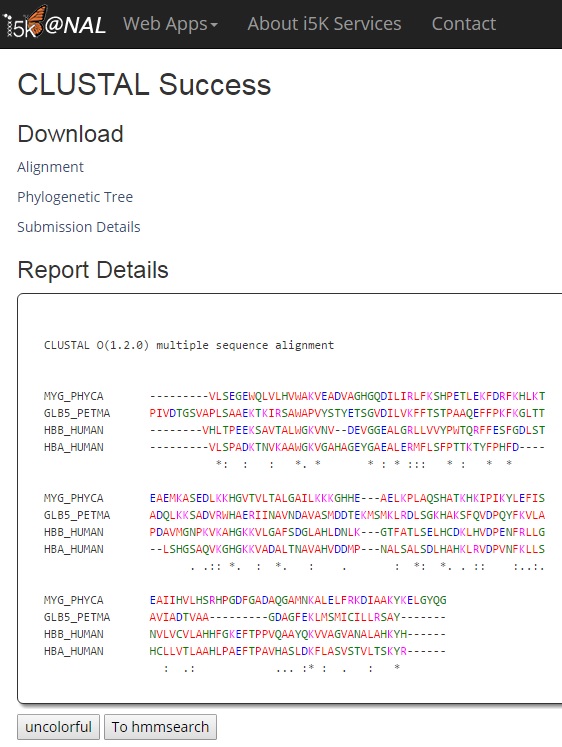 i5k@NAL Web Apps About i5K Services Contact
CLUSTAL Success
Download
Alignment
Phylogenetic Tree
Submission Details
Report Details
CLUSTAL O(1.2.0) multiple sequence alignment
MYG_PHYCA ---------VLSEGEWQLVLHVWAKVEADVAGHGQDILIRLFKSHPETLEKFDRFKHLKT
GLB5_PETMA PIVDTGSVAPLSAAEKTKIRSAWAPVYSTYETSGVDILVKFFTSTPAAQEFFPKFKGLTT
HBB_HUMAN --------VHLTPEEKSAVTALWGKVNV--DEVGGEALGRLLVVYPWTQRFFESFGDLST
HBA_HUMAN ---------VLSPADKTNVKAAWGKVGAHAGEYGAEALERMFLSFPTTKTYFPHFD----
*: : : *. * * : * ::: * : * *
MYG_PHYCA EAEMKASEDLKKHGVTVLTALGAILKKKGHHE---AELKPLAQSHATKHKIPIKYLEFIS
GLB5_PETMA ADQLKKSADVRWHAERIINAVNDAVASMDDTEKMSMKLRDLSGKHAKSFQVDPQYFKVLA
HBB_HUMAN PDAVMGNPKVKAHGKKVLGAFSDGLAHLDNLK---GTFATLSELHCDKLHVDPENFRLLG
HBA_HUMAN --LSHGSAQVKGHGKKVADALTNAVAHVDDMP---NALSALSDLHAHKLRVDPVNFKLLS
. .:: *. : *. : . : *: *. . :: :..:.
MYG_PHYCA EAIIHVLHSRHPGDFGADAQGAMNKALELFRKDIAAKYKELGYQG
GLB5_PETMA AVIADTVAA---------GDAGFEKLMSMICILLRSAY-------
HBB_HUMAN NVLVCVLAHHFGKEFTPPVQAAYQKVVAGVANALAHKYH------
HBA_HUMAN HCLLVTLAAHLPAEFTPAVHASLDKFLASVSTVLTSKYR------
: .: ... :* : . : *
uncolorful To hmmsearch